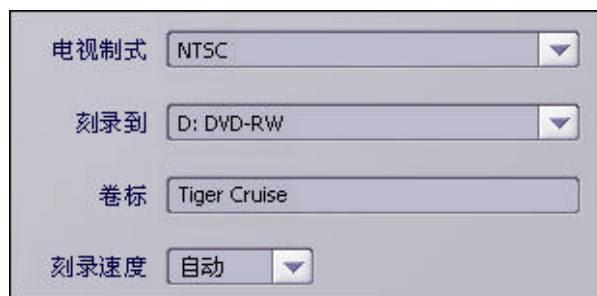 电视制式 NTSC
刻录到 D: DVD-RW
卷标 Tiger Cruise
刻录速度 自动